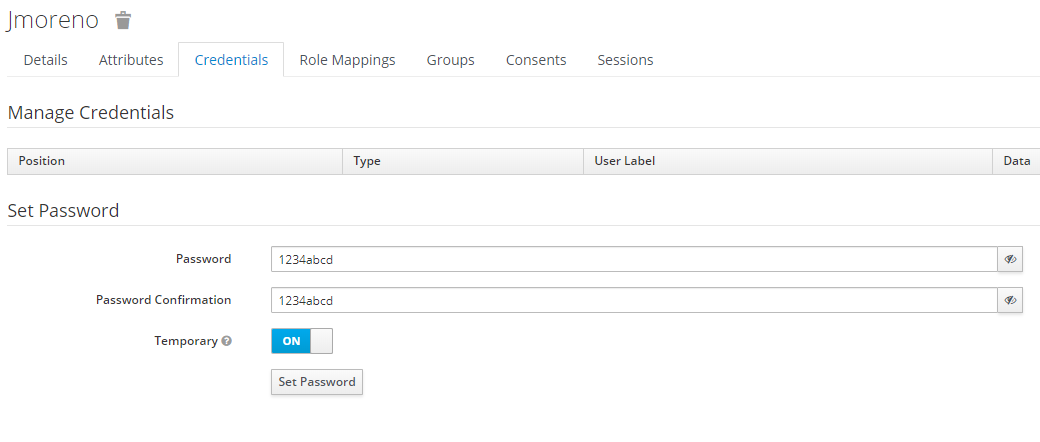 Jmoreno
Details Attributes Credentials Role Mappings Groups Consents Sessions
Manage Credentials
Position Type User Label Data
Set Password
Password 1234abcd
Password Confirmation 1234abcd
Temporary ? ON
Set Password